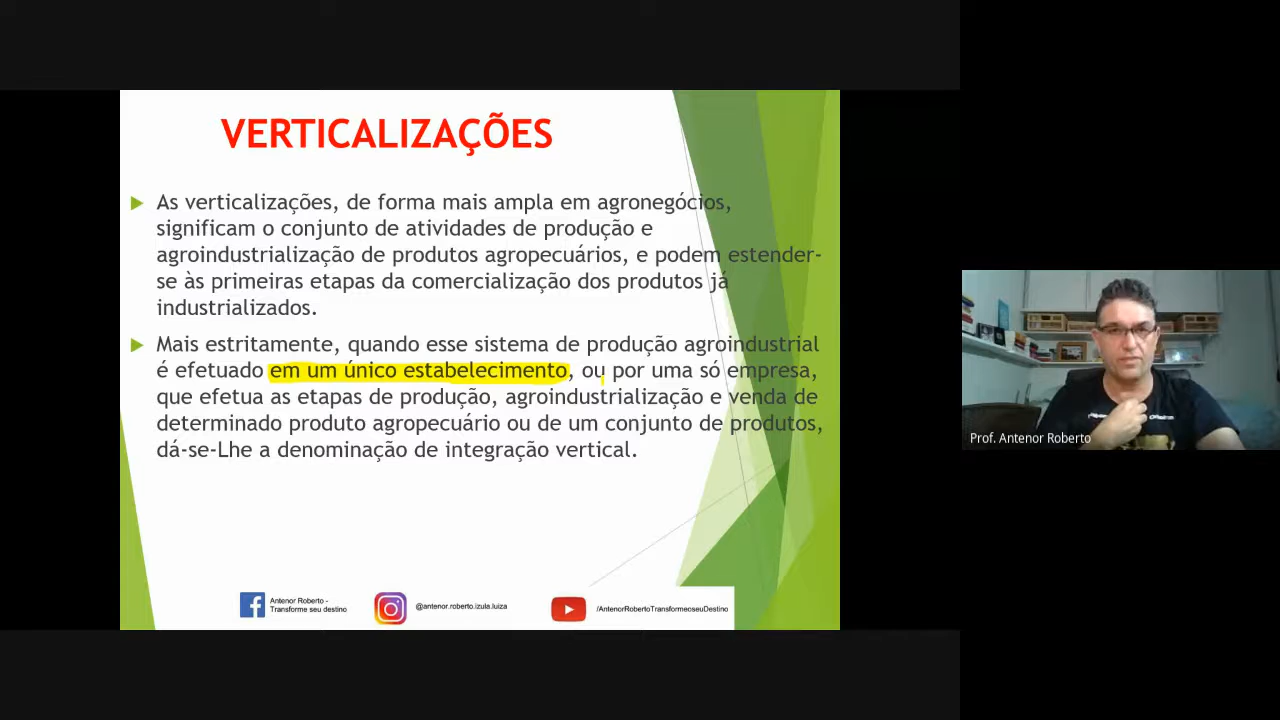 VERTICALIZAÇÕES
As verticalizações, de forma mais ampla em agronegócios,
significam o conjunto de atividades de produção e
agroindustrialização de produtos agropecuários, e podem estender-
se às primeiras etapas da comercialização dos produtos já
industrializados.
Mais estritamente, quando esse sistema de produção agroindustrial
é efetuado em um único estabelecimento, ou por uma só empresa,
que efetua as etapas de produção, agroindustrialização e venda de
determinado produto agropecuário ou de um conjunto de produtos,
dá-se-Lhe a denominação de integração vertical.
Antenor Roberto -
Transforme seu destino
@antenor.roberto.izula.luiza
/AntenorRobertoTransformeoseuDestino
Prof. Antenor Roberto